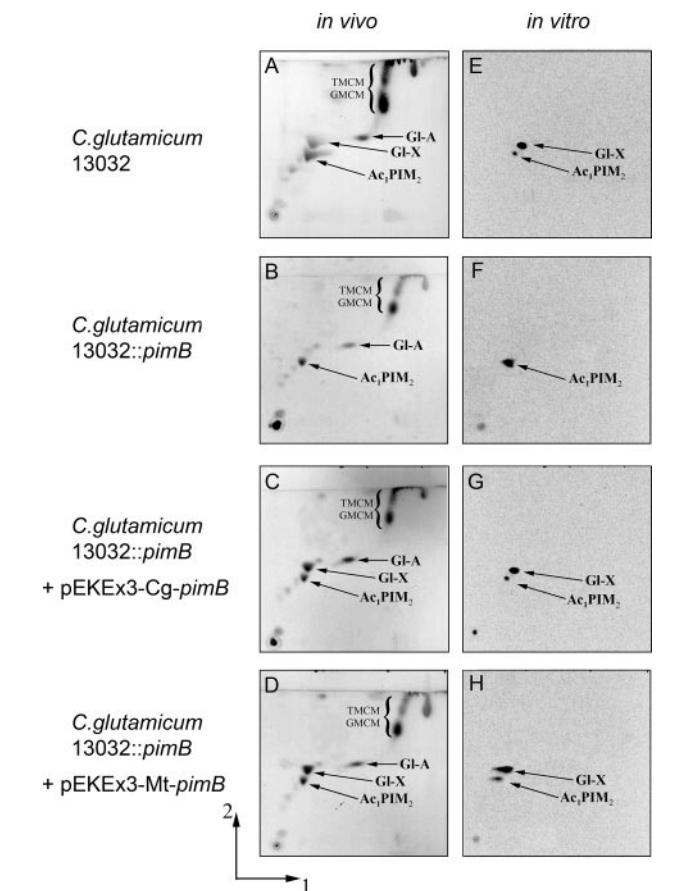 in vivo
in vitro
C.glutamicum
13032
A
TMCM
GMCM
Gl-A
Gl-X
Ac₁PIM₂
E
Gl-X
Ac₁PIM₂
C.glutamicum
13032::pimB
B
TMCM
GMCM
Gl-A
Ac₁PIM₂
F
Ac₁PIM₂
C.glutamicum
13032::pimB
+ pEKEx3-Cg-pimB
C
TMCM
GMCM
Gl-A
Gl-X
Ac₁PIM₂
G
Gl-X
Ac₁PIM₂
C.glutamicum
13032::pimB
+ pEKEx3-Mt-pimB
D
TMCM
GMCM
Gl-A
Gl-X
Ac₁PIM₂
H
Gl-X
Ac₁PIM₂
2
1